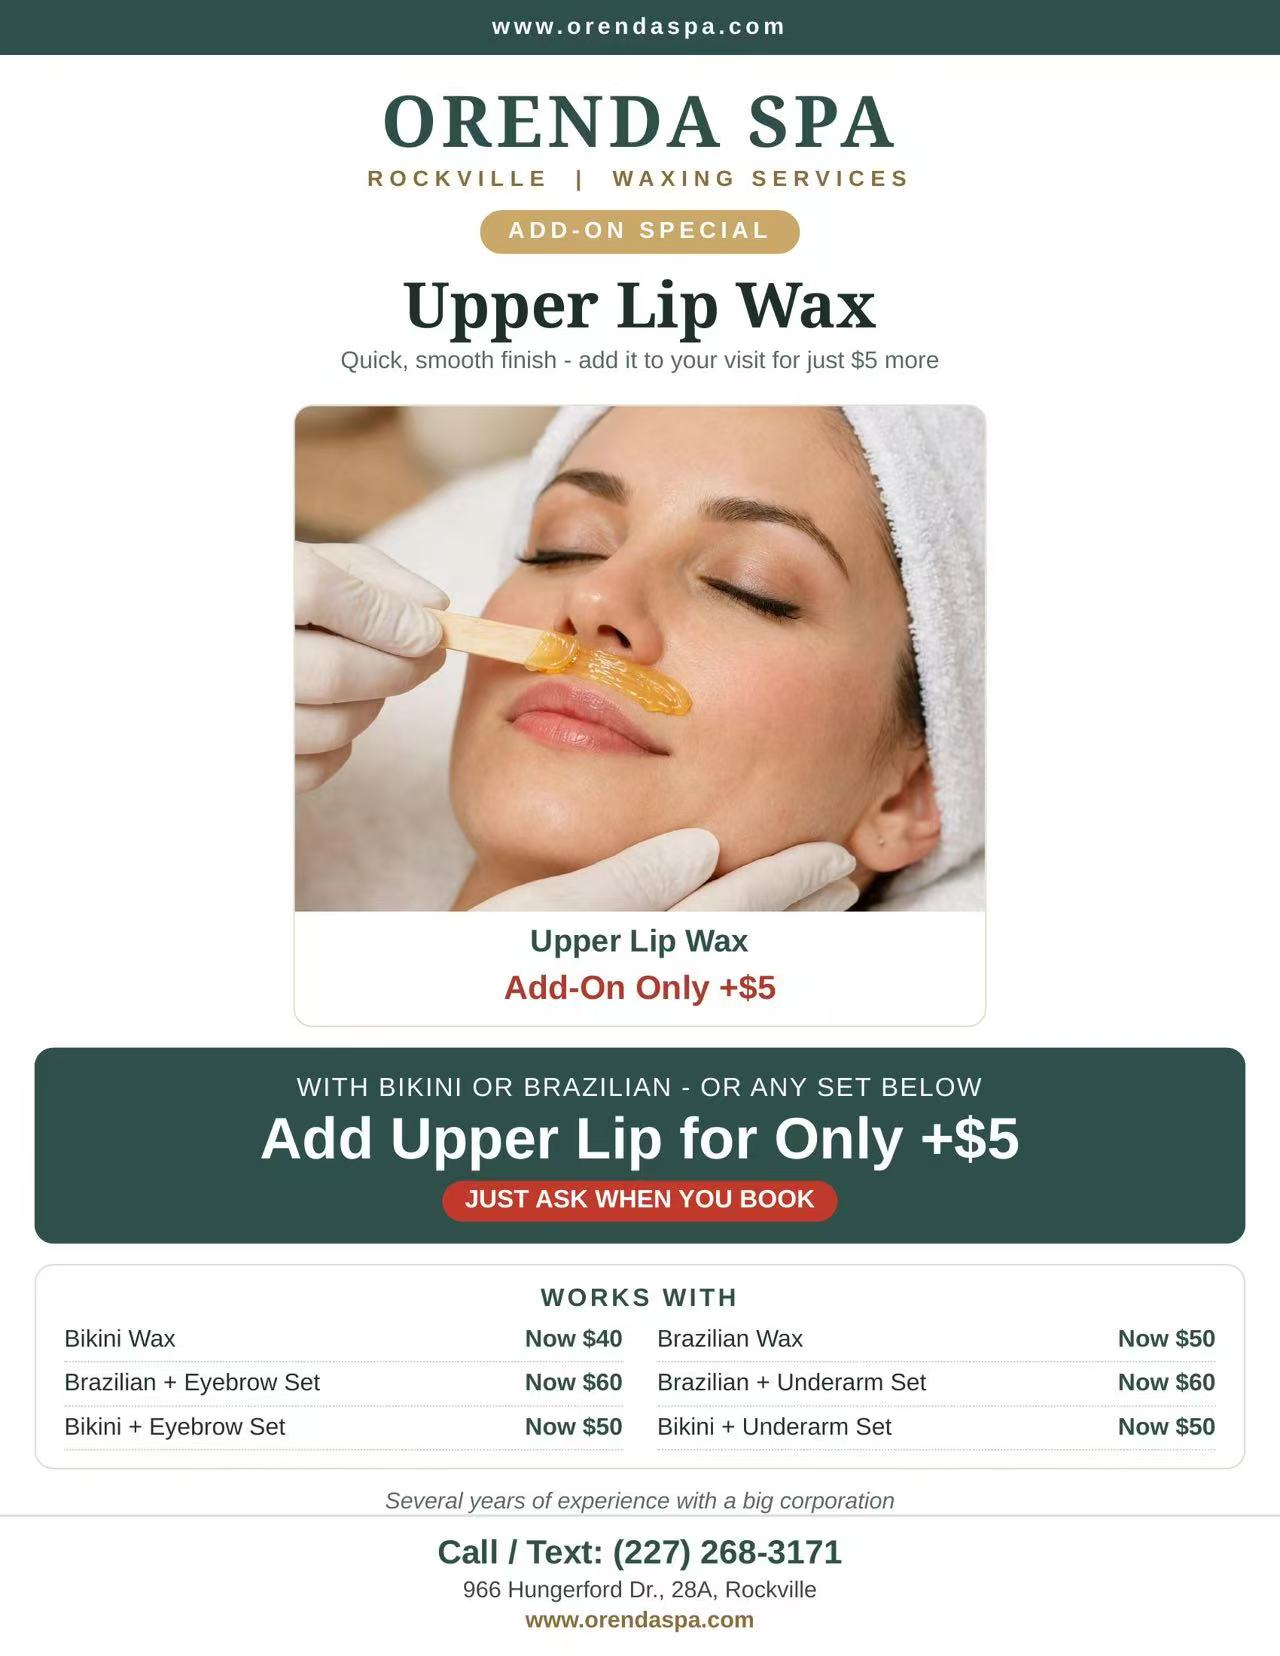 www.orendaspa.com
ORENDA SPA
ROCKVILLE | WAXING SERVICES
ADD-ON SPECIAL
Upper Lip Wax
Quick, smooth finish - add it to your visit for just $5 more
Upper Lip Wax
Add-On Only +$5
WITH BIKINI OR BRAZILIAN - OR ANY SET BELOW
Add Upper Lip for Only +$5
JUST ASK WHEN YOU BOOK
WORKS WITH
Bikini Wax Now $40 Brazilian Wax Now $50
Brazilian + Eyebrow Set Now $60 Brazilian + Underarm Set Now $60
Bikini + Eyebrow Set Now $50 Bikini + Underarm Set Now $50
Several years of experience with a big corporation
Call / Text: (227) 268-3171
966 Hungerford Dr., 28A, Rockville
www.orendaspa.com